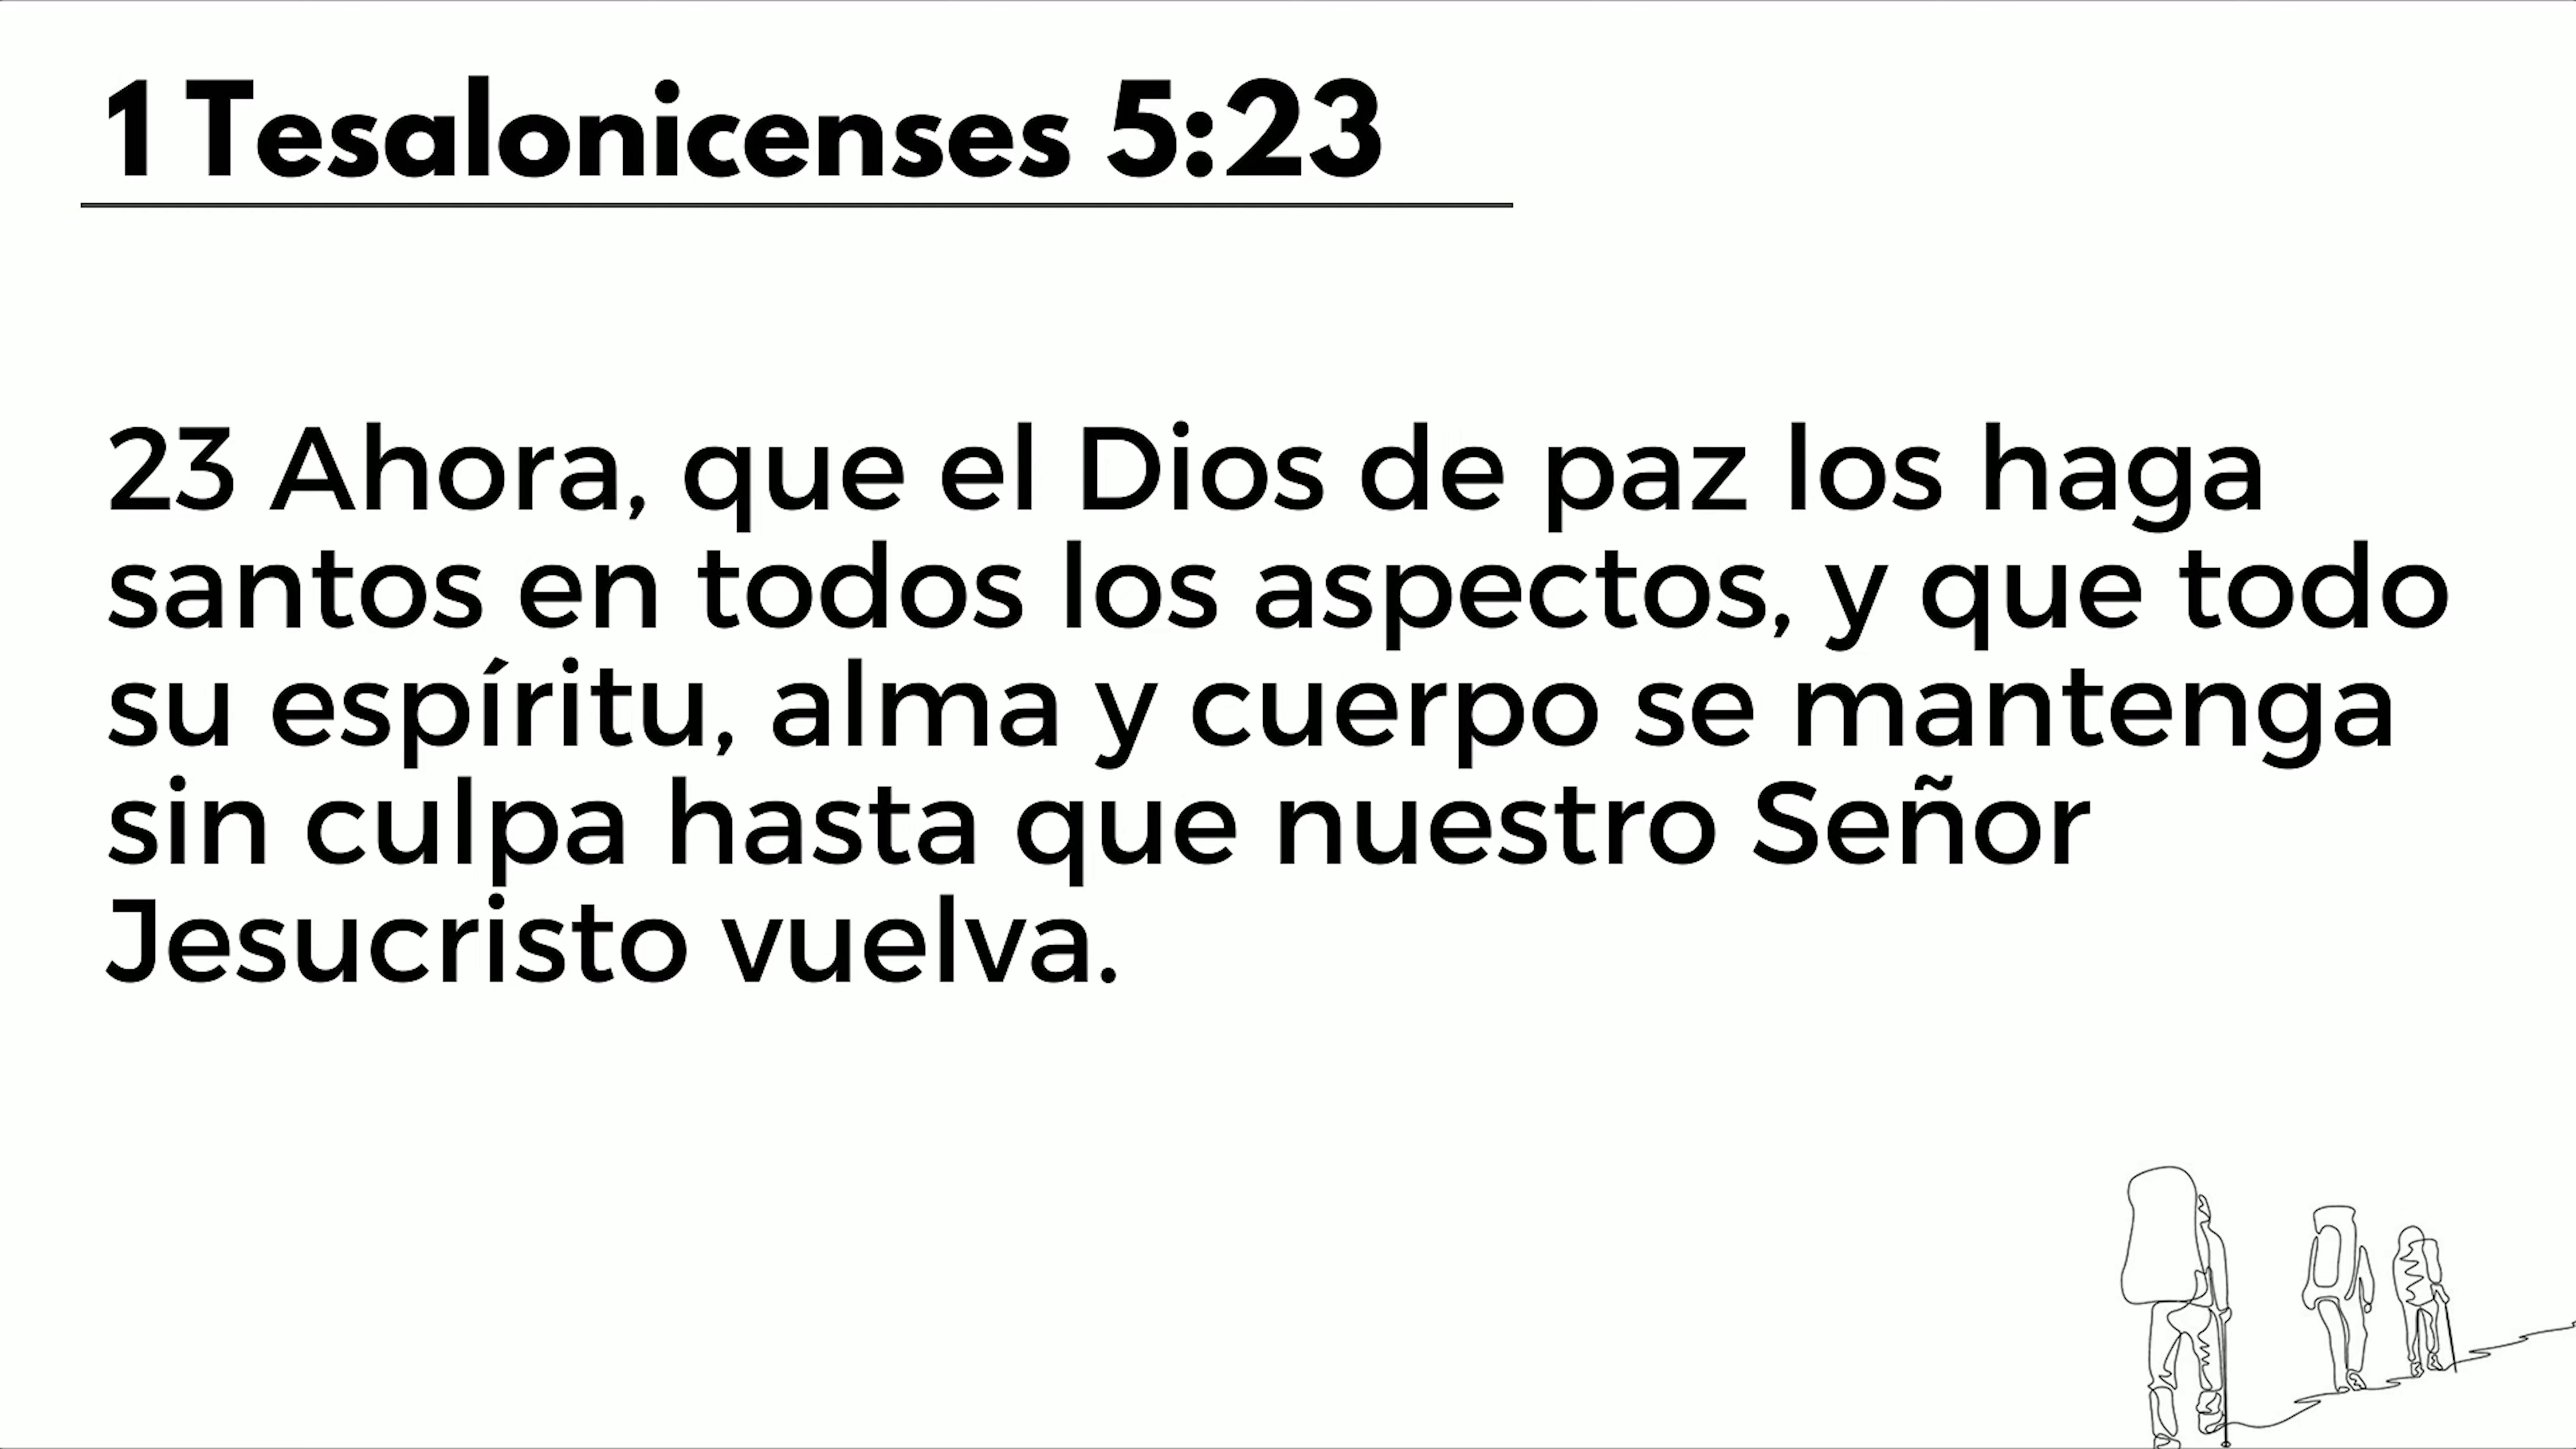 1 Tesalonicenses 5:23
23 Ahora, que el Dios de paz los haga
santos en todos los aspectos, y que todo
su espíritu, alma y cuerpo se mantenga
sin culpa hasta que nuestro Señor
Jesucristo vuelva.